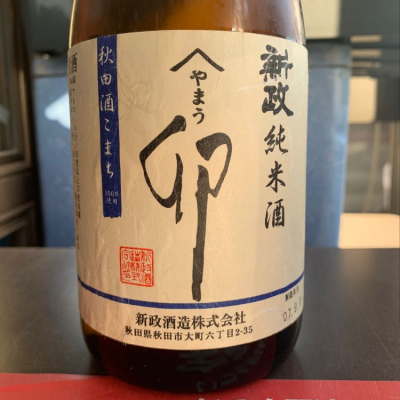 新政純米酒
へ
やまう
卯
秋田酒こまち
100%
使用
新政酒造株式会社
秋田県秋田市大町六丁目2-35